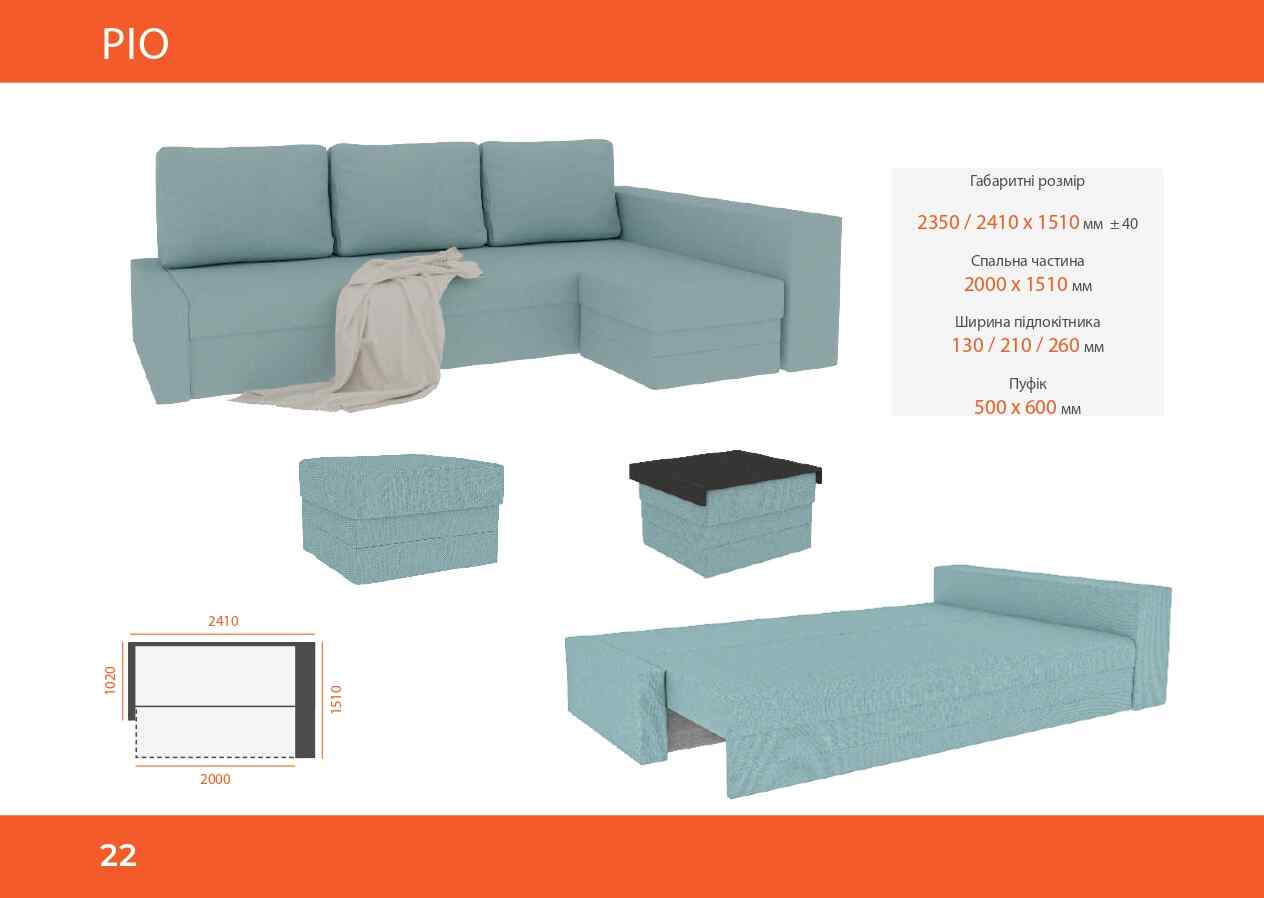 РІО
Габаритні розмір
2350 / 2410 x 1510 мм ± 40
Спальна частина
2000 x 1510 мм
Ширина підлокітника
130 / 210 / 260 мм
Пуфік
500 x 600 мм
2410
1020
1510
2000
22